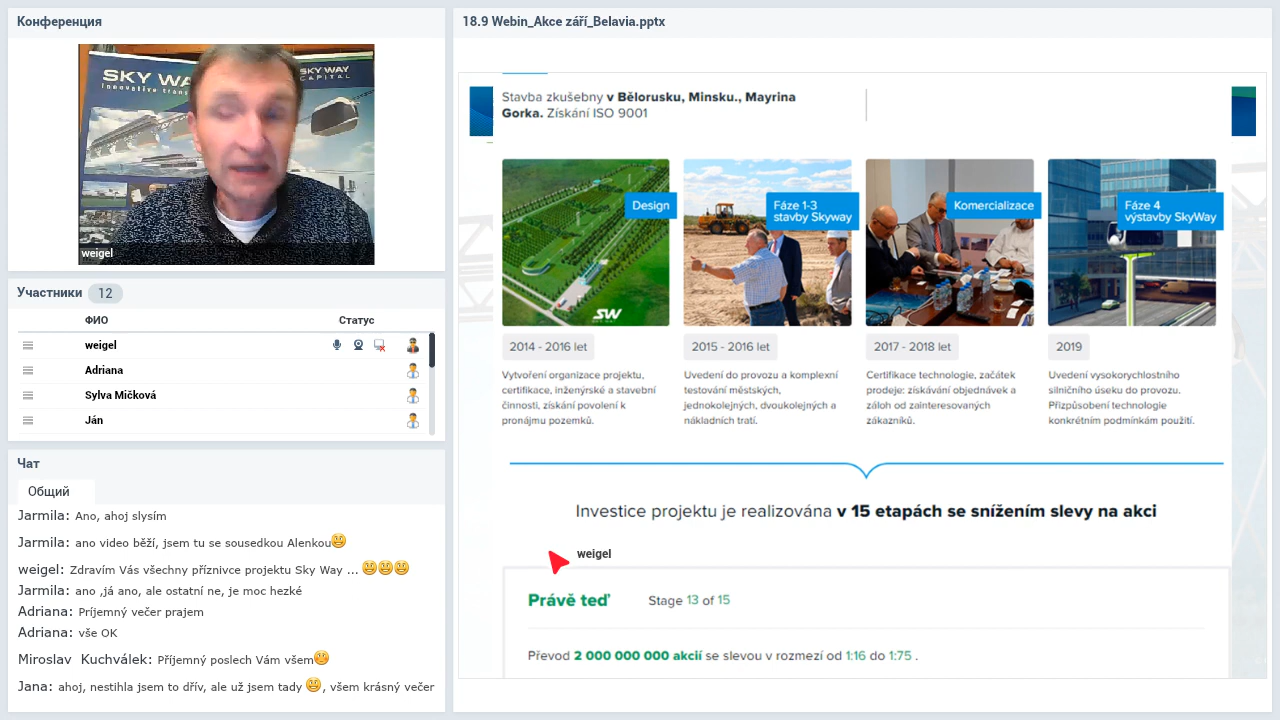 Конференция
SKY WAY
CAPITAL
weigel
Участники 12
ФИО Статус
weigel
Adriana
Sylva Mičková
Ján
Чат
Общий
Jarmila: Ano, ahoj slysím
Jarmila: ano video běží, jsem tu se sousedkou Alenkou
weigel: Zdravím Vás všechny příznivce projektu Sky Way ...
Jarmila: ano ,já ano, ale ostatní ne, je moc hezké
Adriana: Príjemný večer prajem
Adriana: vše OK
Miroslav Kuchválek: Příjemný poslech Vám všem
Jana: ahoj, nestihla jsem to dřív, ale už jsem tady , všem krásný večer
18.9 Webin_Akce září_Belavia.pptx
Stavba zkušebny v Bělorusku, Minsku., Mayrina
Gorka. Získání ISO 9001
Design
SW
2014 - 2016 let
Vytvoření organizace projektu,
certifikace, inženýrské a stavební
činnosti, získání povolení k
pronájmu pozemků.
Fáze 1-3
stavby Skyway
2015 - 2016 let
Uvedení do provozu a komplexní
testování městských,
jednokolejných, dvoukolejných a
nákladních tratí.
Komercializace
2017 - 2018 let
Certifikace technologie, začátek
prodeje: získávání objednávek a
záloh od zainteresovaných
zákazníků.
Fáze 4
výstavby SkyWay
2019
Uvedení vysokorychlostního
silničního úseku do provozu.
Přizpůsobení technologie
konkrétním podmínkám použití.
Investice projektu je realizována v 15 etapách se snížením slevy na akci
weigel
Právě teď Stage 13 of 15
Převod 2 000 000 000 akcií se slevou v rozmezí od 1:16 do 1:75 .